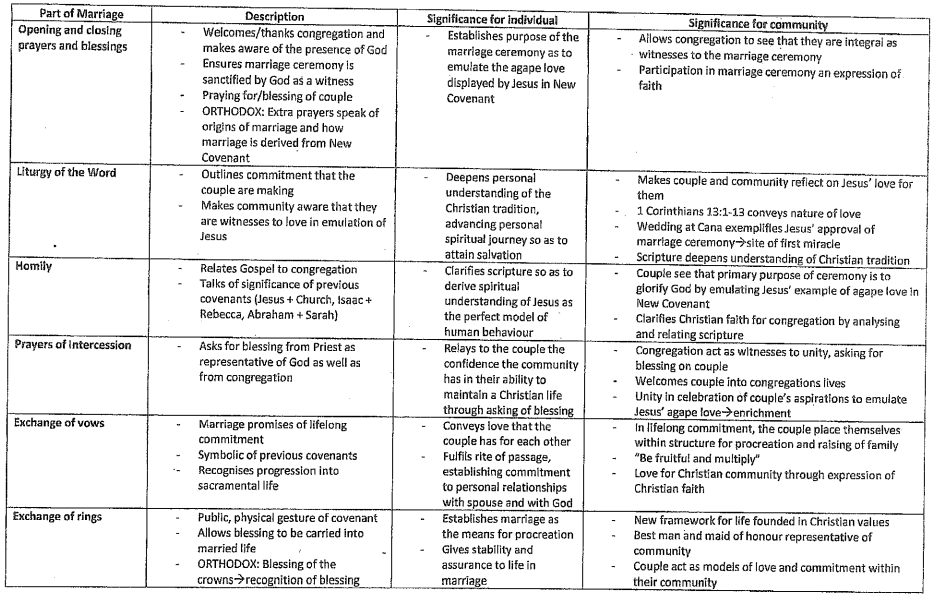 Part of Marriage
Description
Significance for individual
Significance for community
Opening and closing
prayers and blessings
- Welcomes/thanks congregation and
makes aware of the presence of God
- Ensures marriage ceremony is
sanctified by God as a witness
- Praying for/blessing of couple
- ORTHODOX: Extra prayers speak of
origins of marriage and how
marriage is derived from New
Covenant
- Establishes purpose of the
marriage ceremony as to
emulate the agape love
displayed by Jesus in New
Covenant
- Allows congregation to see that they are integral as
witnesses to the marriage ceremony
- Participation in marriage ceremony an expression of
faith
Liturgy of the Word
- Outlines commitment that the
couple are making
- Makes community aware that they
are witnesses to love in emulation of
Jesus
- Deepens personal
understanding of the
Christian tradition,
advancing personal
spiritual journey so as to
attain salvation
- Makes couple and community reflect on Jesus' love for
them
- 1 Corinthians 13:1-13 conveys nature of love
- Wedding at Cana exemplifies Jesus' approval of
marriage ceremony→site of first miracle
- Scripture deepens understanding of Christian tradition
Homily
- Relates Gospel to congregation
- Talks of significance of previous
covenants (Jesus + Church, Isaac +
Rebecca, Abraham + Sarah)
- Clarifies scripture so as to
derive spiritual
understanding of Jesus as
the perfect model of
human behaviour
- Couple see that primary purpose of ceremony is to
glorify God by emulating Jesus' example of agape love in
New Covenant
- Clarifies Christian faith for congregation by analysing
and relating scripture
Prayers of Intercession
- Asks for blessing from Priest as
representative of God as well as
from congregation
- Relays to the couple the
confidence the community
has in their ability to
maintain a Christian life
through asking of blessing
- Congregation act as witnesses to unity, asking for
blessing on couple
- Welcomes couple into congregations lives
- Unity in celebration of couple's aspirations to emulate
Jesus' agape love→enrichment
Exchange of vows
- Marriage promises of lifelong
commitment
- Symbolic of previous covenants
- Recognises progression into
sacramental life
- Conveys love that the
couple has for each other
- Fulfils rite of passage,
establishing commitment
to personal relationships
with spouse and with God
- In lifelong commitment, the couple place themselves
within structure for procreation and raising of family
- "Be fruitful and multiply"
- Love for Christian community through expression of
Christian faith
Exchange of rings
- Public, physical gesture of covenant
- Allows blessing to be carried into
married life
- ORTHODOX: Blessing of the
crowns→recognition of blessing
- Establishes marriage as
the means for procreation
- Gives stability and
assurance to life in
marriage
- New framework for life founded in Christian values
- Best man and maid of honour representative of
community
- Couple act as models of love and commitment within
their community